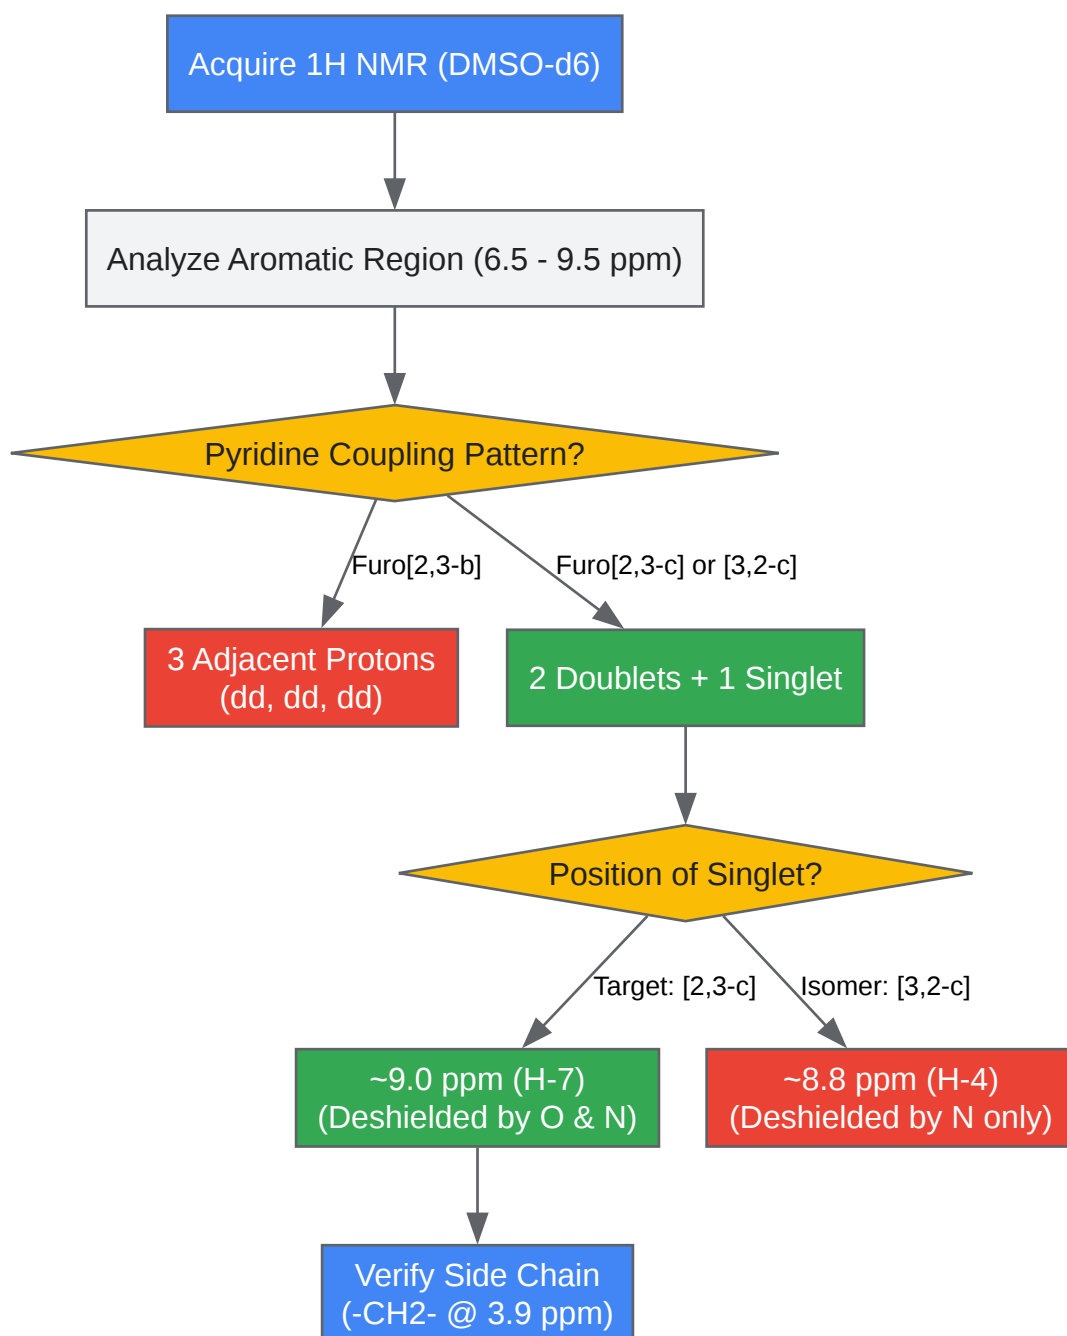 Acquire 1H NMR (DMSO-d6)
Analyze Aromatic Region (6.5 - 9.5 ppm)
Pyridine Coupling Pattern?
Furo[2,3-b]
Furo[2,3-c] or [3,2-c]
3 Adjacent Protons
(dd, dd, dd)
2 Doublets + 1 Singlet
Position of Singlet?
Target: [2,3-c]
Isomer: [3,2-c]
~9.0 ppm (H-7)
(Deshielded by O & N)
~8.8 ppm (H-4)
(Deshielded by N only)
Verify Side Chain
(-CH2- @ 3.9 ppm)